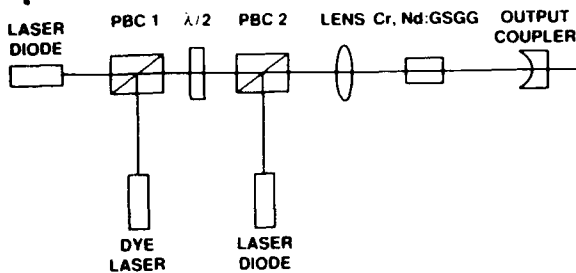 LASER DIODE
PBC 1
λ/2
PBC 2
LENS
Cr, Nd:GSGG
OUTPUT COUPLER
DYE LASER
LASER DIODE